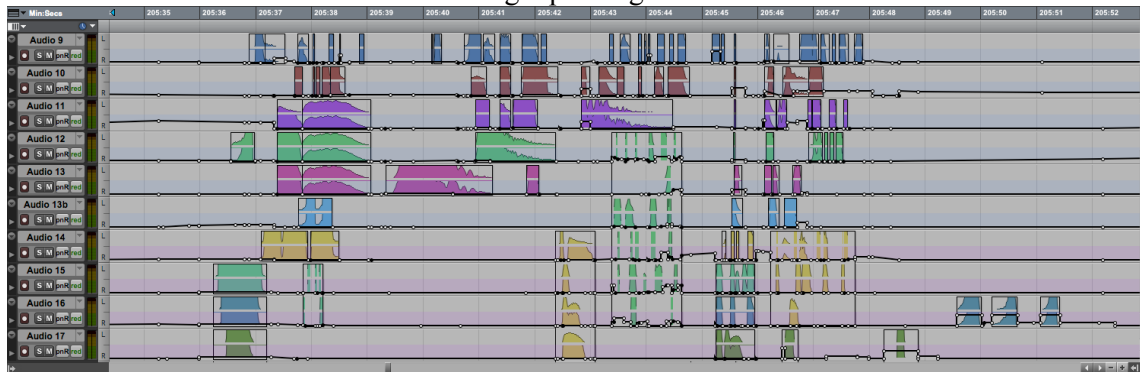 Min:Secs 205:35 205:36 205:37 205:38 205:39 205:40 205:41 205:42 205:43 205:44 205:45 205:46 205:47 205:48 205:49 205:50 205:51 205:52
Audio 9 L
S M pnR red R
Audio 10 L
S M pnR red R
Audio 11 L
S M pnR red R
Audio 12 L
S M pnR red R
Audio 13 L
S M pnR red R
Audio 13b L
S M pnR red R
Audio 14 L
S M pnR red R
Audio 15 L
S M pnR red R
Audio 16 L
S M pnR red R
Audio 17 L
S M pnR red R